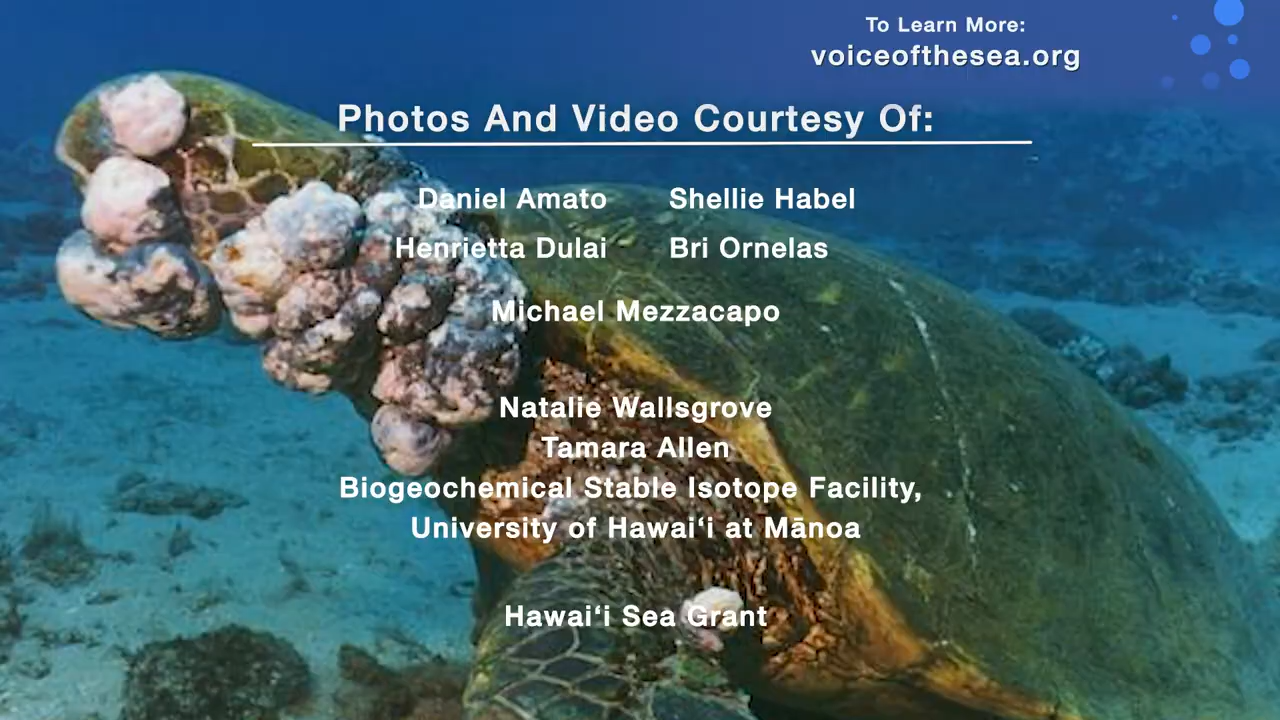 To Learn More:
voiceofthesea.org
Photos And Video Courtesy Of:
Daniel Amato Shellie Habel
Henrietta Dulai Bri Ornelas
Michael Mezzacapo
Natalie Wallsgrove
Tamara Allen
Biogeochemical Stable Isotope Facility,
University of Hawaiʻi at Mānoa
Hawaiʻi Sea Grant